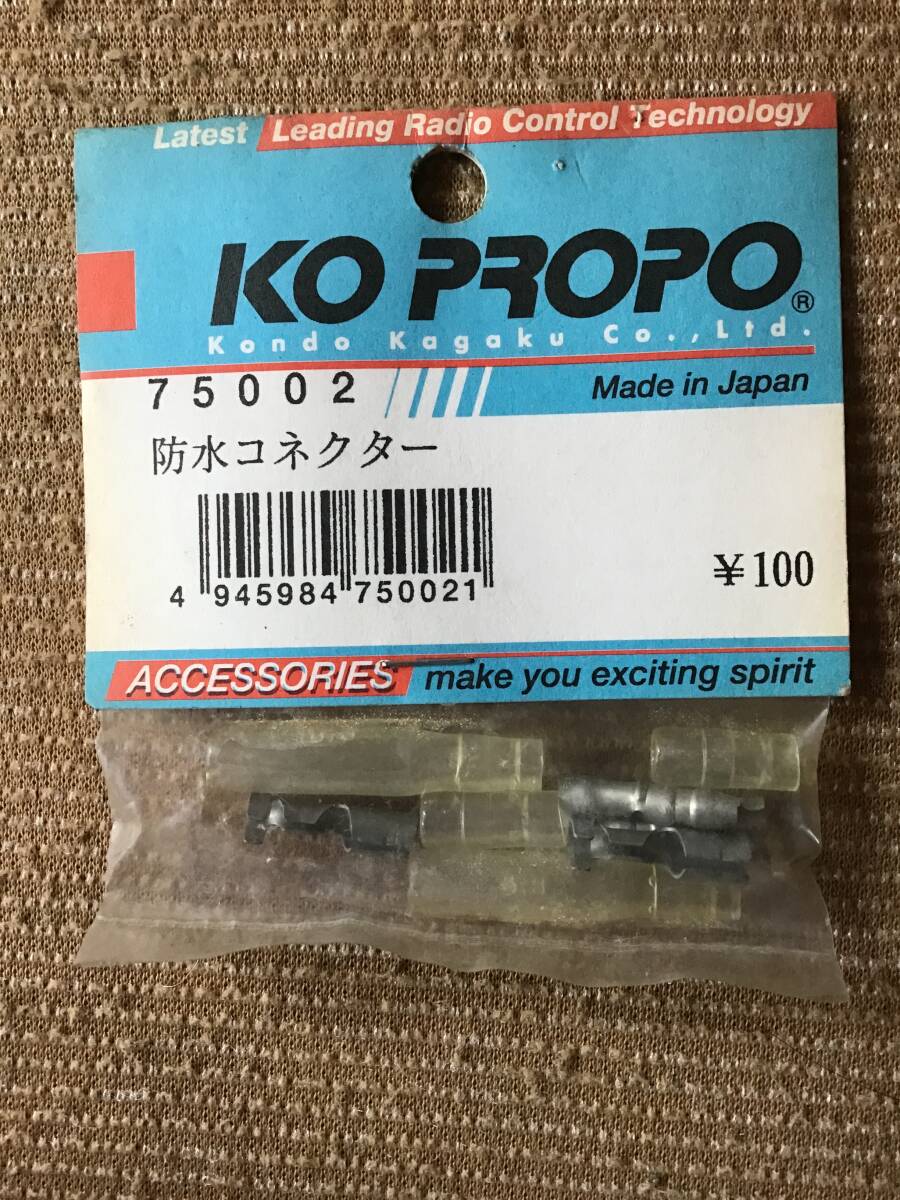 Latest Leading Radio Control Technology
KO PROPO®
Kondo Kagaku Co., Ltd.
75002 Made in Japan
防水コネクター
¥100
4 945984 750021
ACCESSORIES make you exciting spirit